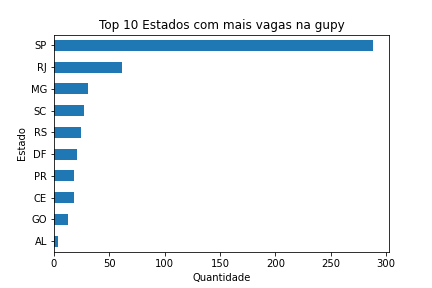 Top 10 Estados com mais vagas na gupy
Estado
SP
RJ
MG
SC
RS
DF
PR
CE
GO
AL
0 50 100 150 200 250 300
Quantidade